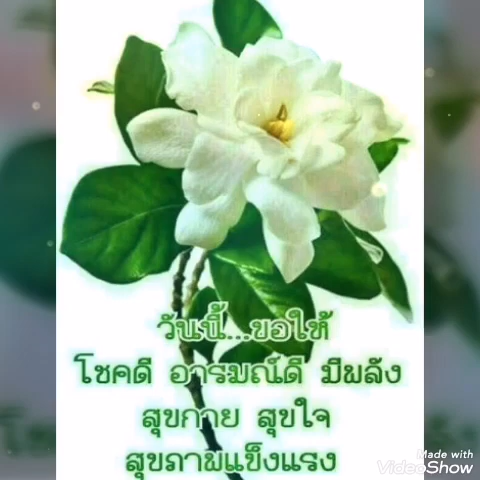 วันนี้...ขอให้
โชคดี อารมณ์ดี มีพลัง
สุขกาย สุขใจ
สุขภาพแข็งแรง
Made with
VideoShow